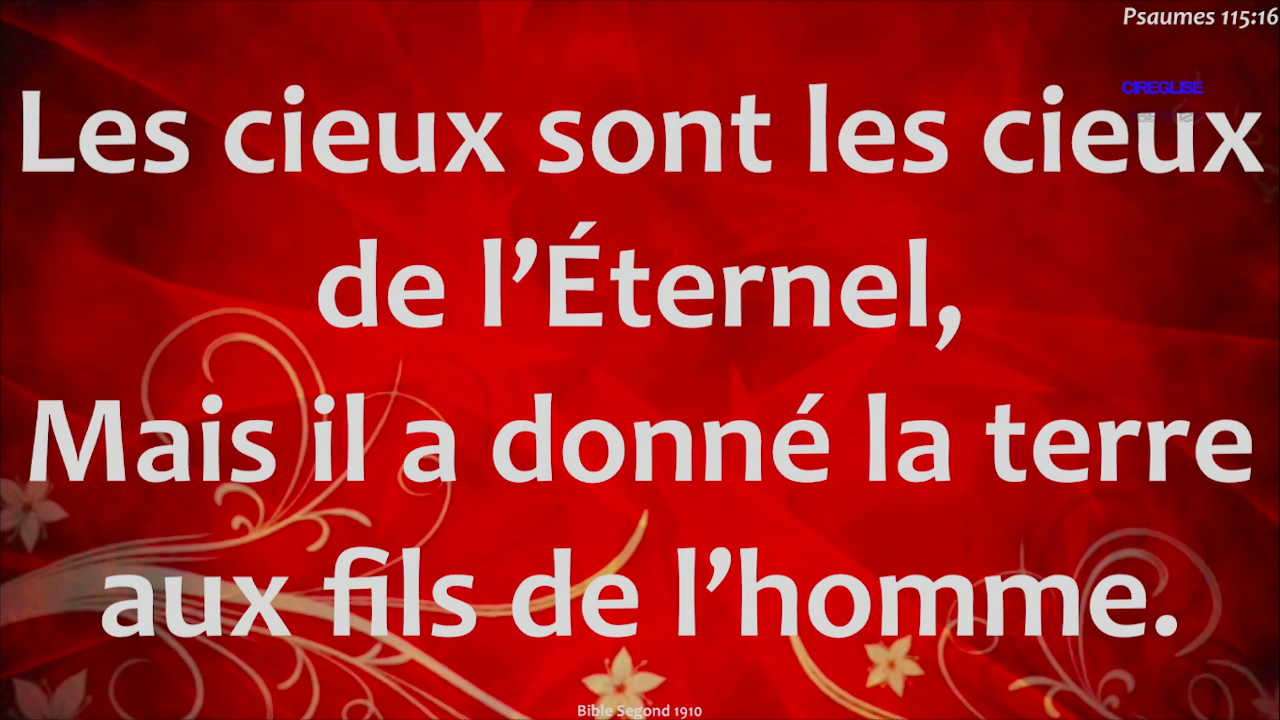 Psaumes 115:16
CIREGLISE
Les cieux sont les cieux
de l’Éternel,
Mais il a donné la terre
aux fils de l’homme.
Bible Segond 1910